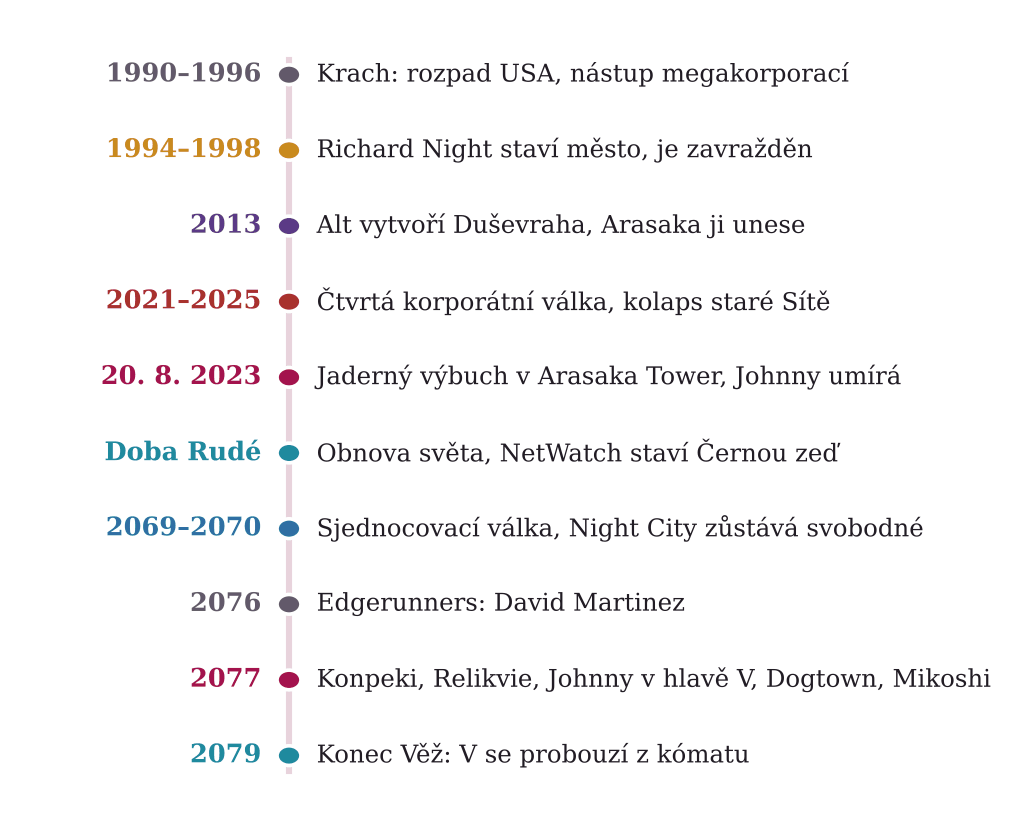 1990–1996 Krach: rozpad USA, nástup megakorporací
1994–1998 Richard Night staví město, je zavražděn
2013 Alt vytvoří Duševraha, Arasaka ji unese
2021–2025 Čtvrtá korporátní válka, kolaps staré Sítě
20. 8. 2023 Jaderný výbuch v Arasaka Tower, Johnny umírá
Doba Rudé Obnova světa, NetWatch staví Černou zeď
2069–2070 Sjednocovací válka, Night City zůstává svobodné
2076 Edgerunners: David Martinez
2077 Konpeki, Relikvie, Johnny v hlavě V, Dogtown, Mikoshi
2079 Konec Věž: V se probouzí z kómatu